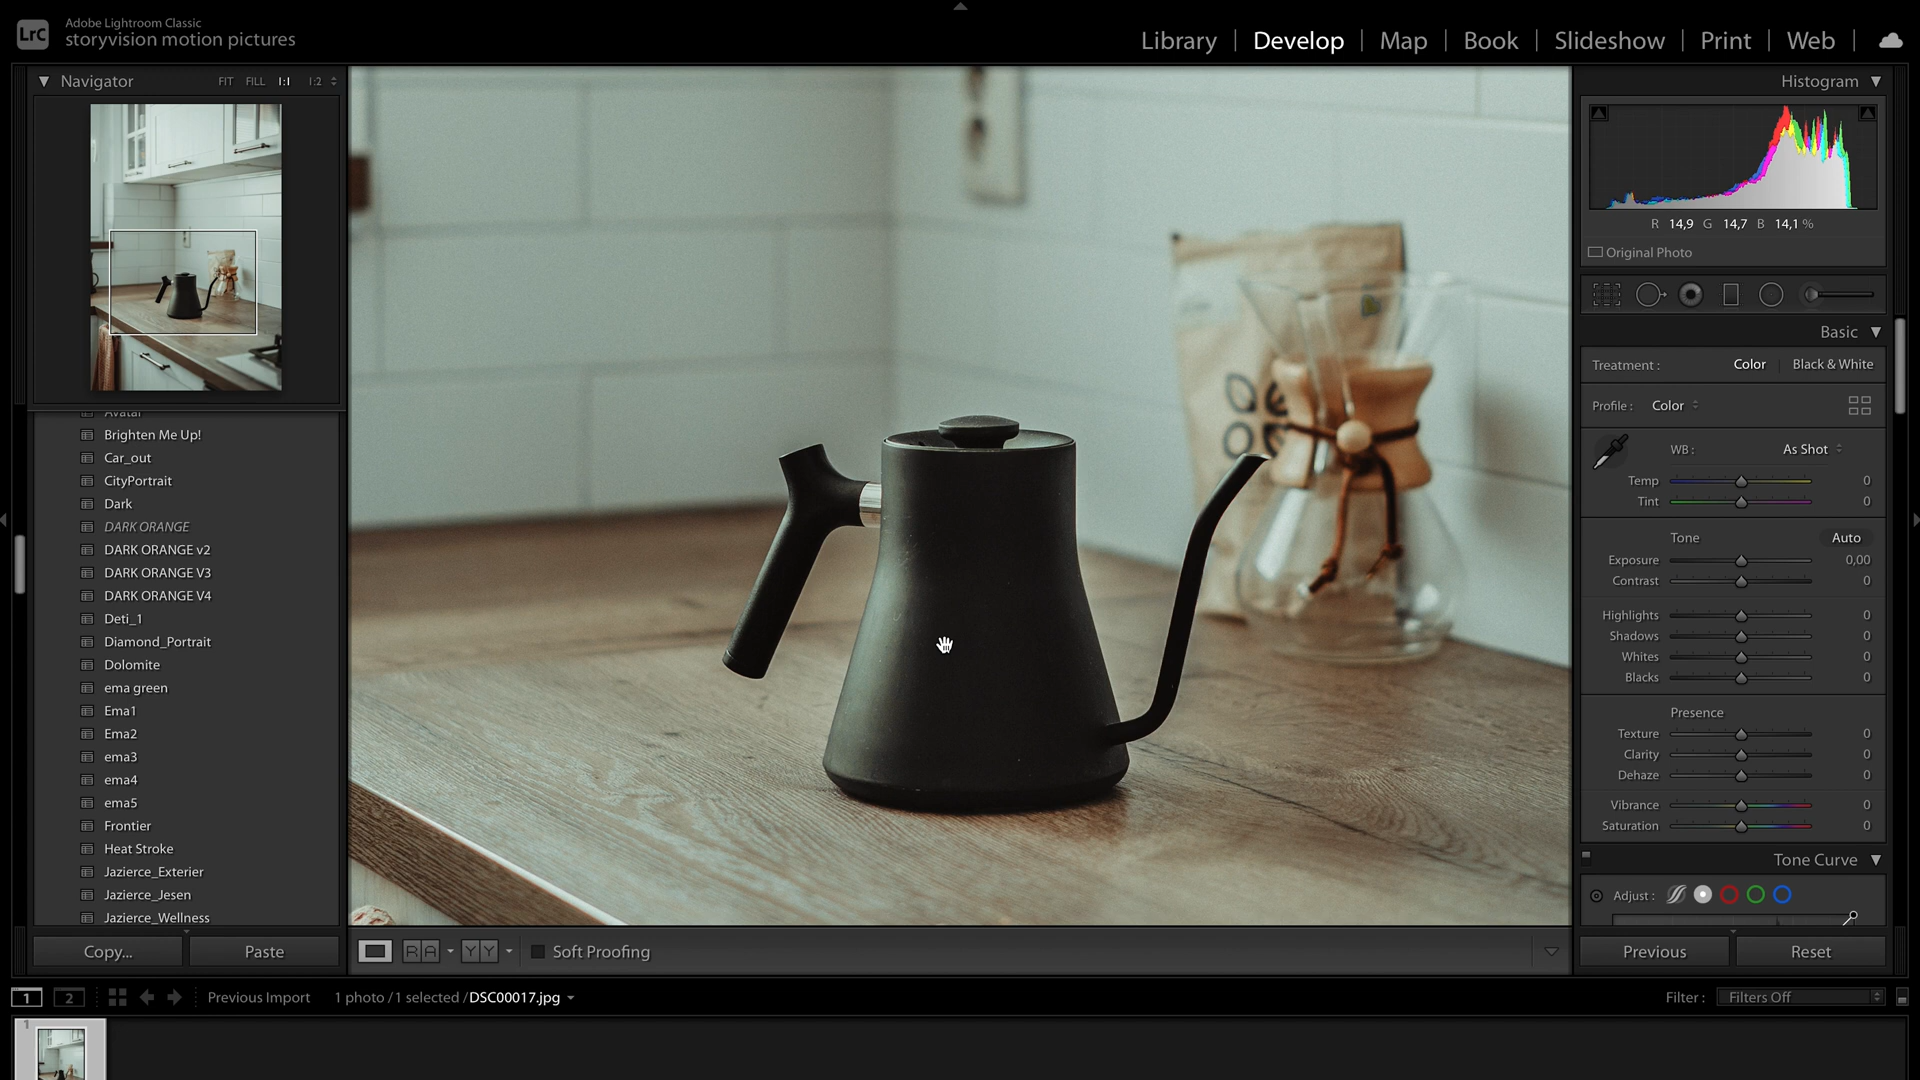 LrC
Adobe Lightroom Classic
storyvision motion pictures
Library | Develop | Map | Book | Slideshow | Print | Web
Navigator FIT FILL 1:1 1:2
Avatar
Brighten Me Up!
Car_out
CityPortrait
Dark
DARK ORANGE
DARK ORANGE v2
DARK ORANGE V3
DARK ORANGE V4
Deti_1
Diamond_Portrait
Dolomite
ema green
Ema1
Ema2
ema3
ema4
ema5
Frontier
Heat Stroke
Jazierce_Exterier
Jazierce_Jesen
Jazierce_Wellness
Copy... Paste
R A Y Y Soft Proofing
Histogram
R 14,9 G 14,7 B 14,1 %
Original Photo
Basic
Treatment : Color | Black & White
Profile : Color
WB : As Shot
Temp 0
Tint 0
Tone Auto
Exposure 0,00
Contrast 0
Highlights 0
Shadows 0
Whites 0
Blacks 0
Presence
Texture 0
Clarity 0
Dehaze 0
Vibrance 0
Saturation 0
Tone Curve
Adjust :
Previous Reset
1 2 Previous Import 1 photo / 1 selected /DSC00017.jpg Filter : Filters Off
1